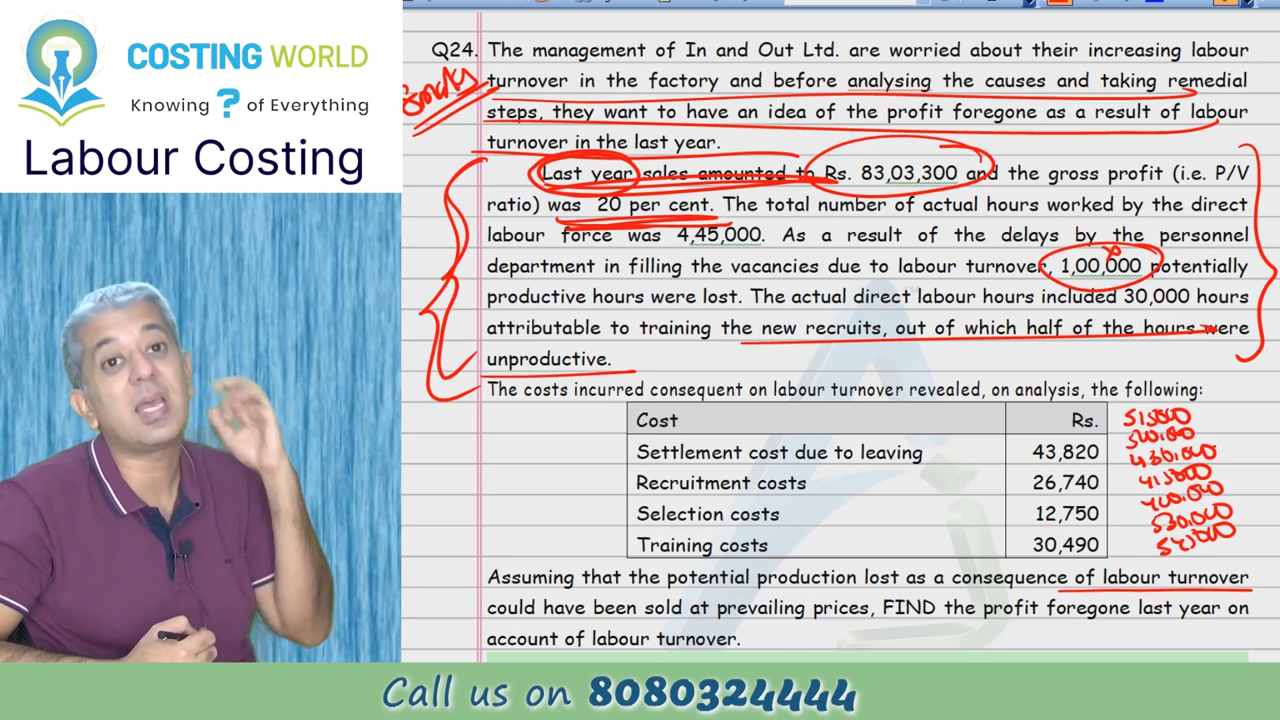 COSTING WORLD
Knowing ? of Everything
Labour Costing
Q24. The management of In and Out Ltd. are worried about their increasing labour
turnover in the factory and before analysing the causes and taking remedial
steps, they want to have an idea of the profit foregone as a result of labour
turnover in the last year.
Last year sales amounted to Rs. 83,03,300 and the gross profit (i.e. P/V
ratio) was 20 per cent. The total number of actual hours worked by the direct
labour force was 4,45,000. As a result of the delays by the personnel
department in filling the vacancies due to labour turnover, 1,00,000 potentially
productive hours were lost. The actual direct labour hours included 30,000 hours
attributable to training the new recruits, out of which half of the hours were
unproductive.
The costs incurred consequent on labour turnover revealed, on analysis, the following:
Cost Rs.
Settlement cost due to leaving 43,820
Recruitment costs 26,740
Selection costs 12,750
Training costs 30,490
515000
430,000
415000
400,000
530,000
Assuming that the potential production lost as a consequence of labour turnover
could have been sold at prevailing prices, FIND the profit foregone last year on
account of labour turnover.
Call us on 8080324444